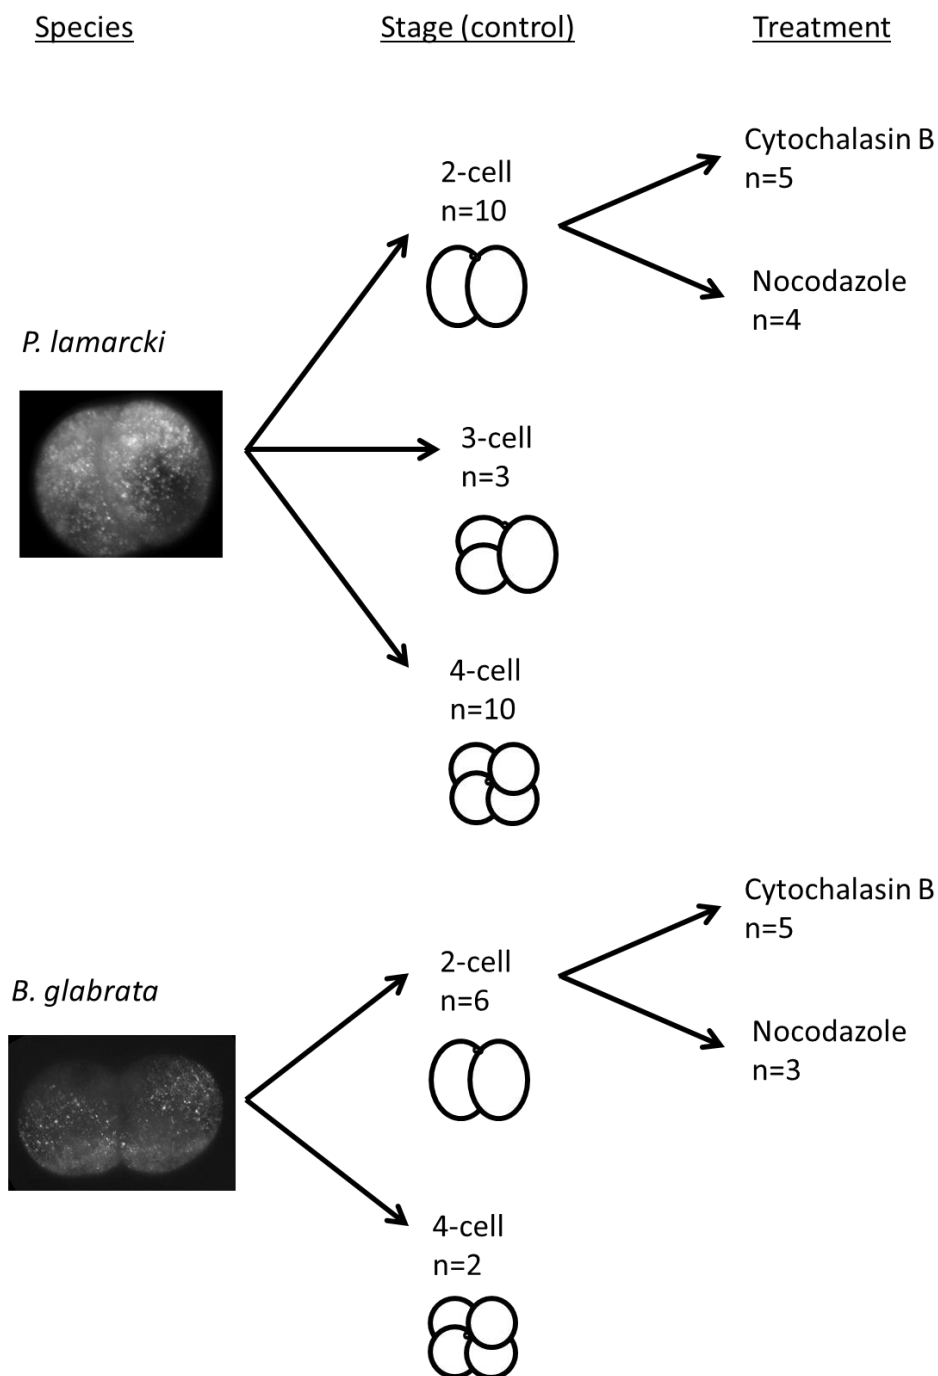 Species
Stage (control)
Treatment
Cytochalasin B
n=5
2-cell
n=10
Nocodazole
n=4
P. lamarcki
3-cell
n=3
4-cell
n=10
Cytochalasin B
n=5
2-cell
n=6
B. glabrata
Nocodazole
n=3
4-cell
n=2